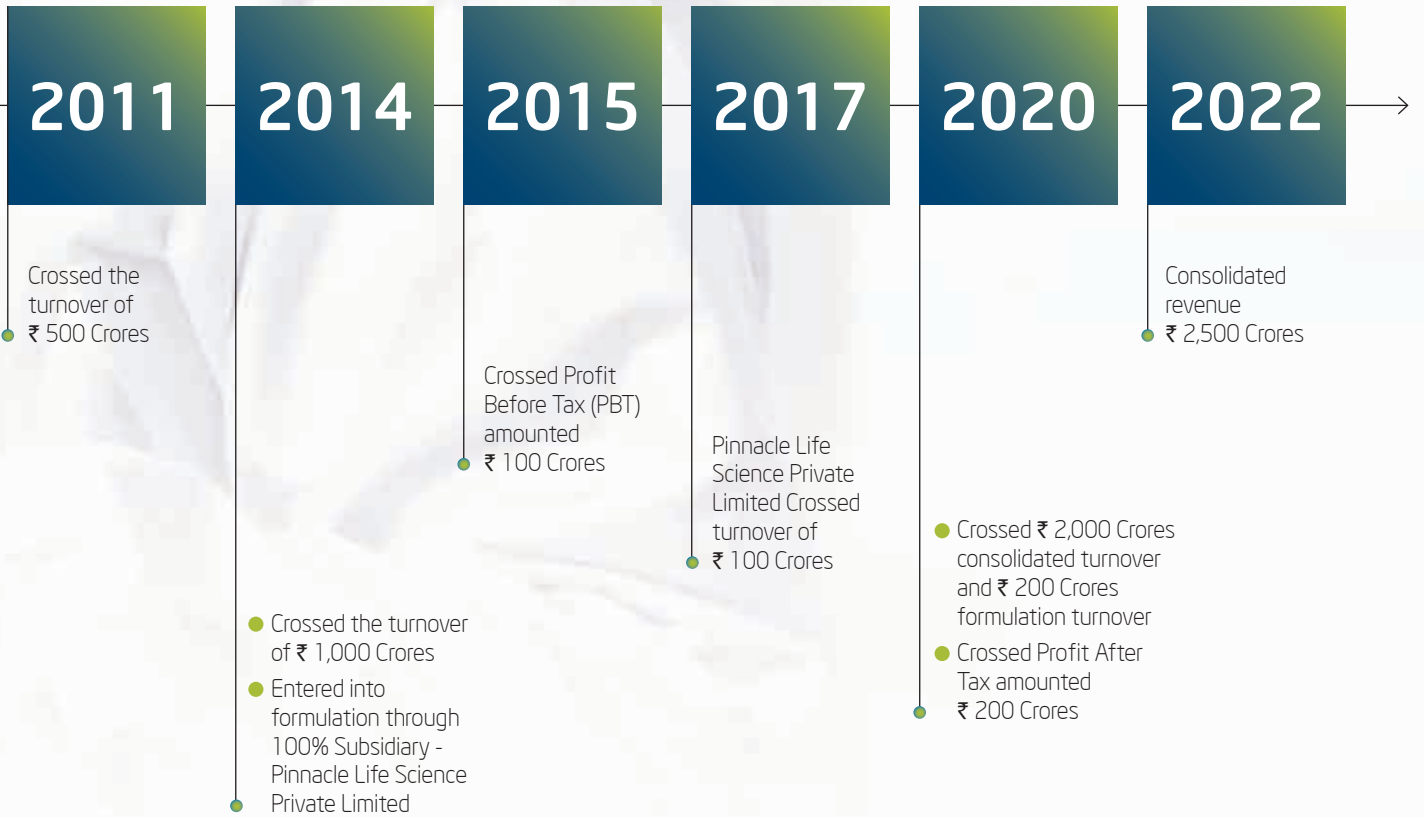 2011
2014
2015
2017
2020
2022
Crossed the
turnover of
₹ 500 Crores
Crossed the turnover
of ₹ 1,000 Crores
Entered into
formulation through
100% Subsidiary -
Pinnacle Life Science
Private Limited
Crossed Profit
Before Tax (PBT)
amounted
₹ 100 Crores
Pinnacle Life
Science Private
Limited Crossed
turnover of
₹ 100 Crores
Crossed ₹ 2,000 Crores
consolidated turnover
and ₹ 200 Crores
formulation turnover
Crossed Profit After
Tax amounted
₹ 200 Crores
Consolidated
revenue
₹ 2,500 Crores